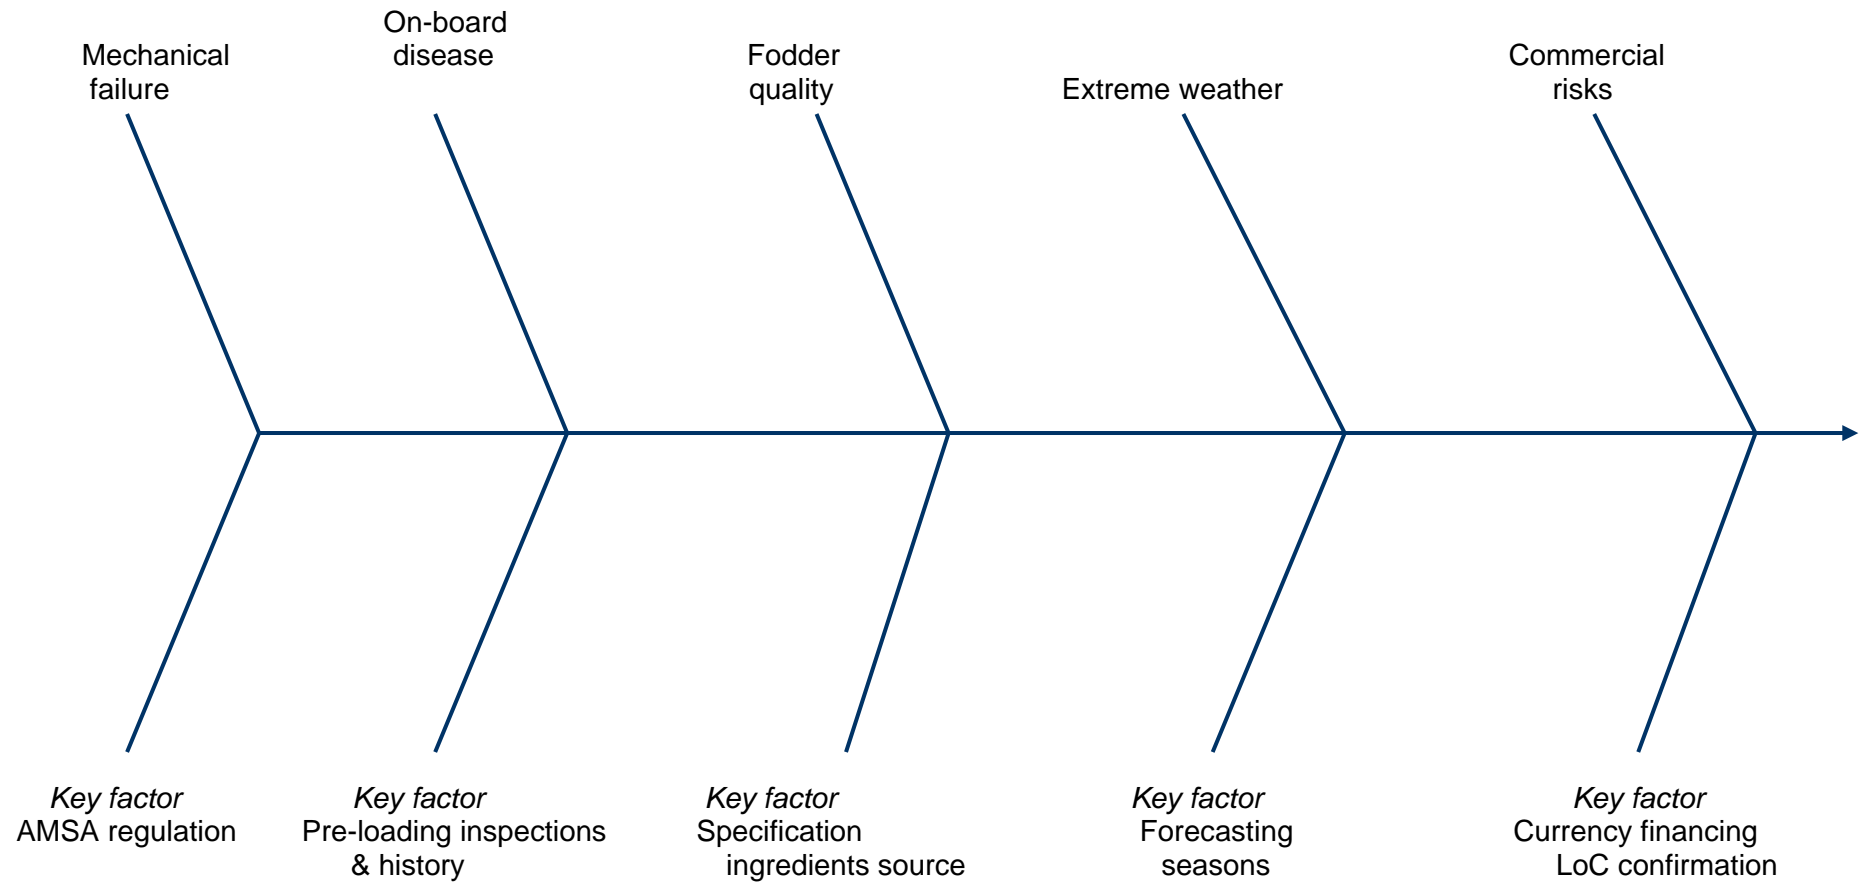 Mechanical
failure
On-board
disease
Fodder
quality
Extreme weather
Commercial
risks
Key factor
AMSA regulation
Key factor
Pre-loading inspections
& history
Key factor
Specification
ingredients source
Key factor
Forecasting
seasons
Key factor
Currency financing
LoC confirmation